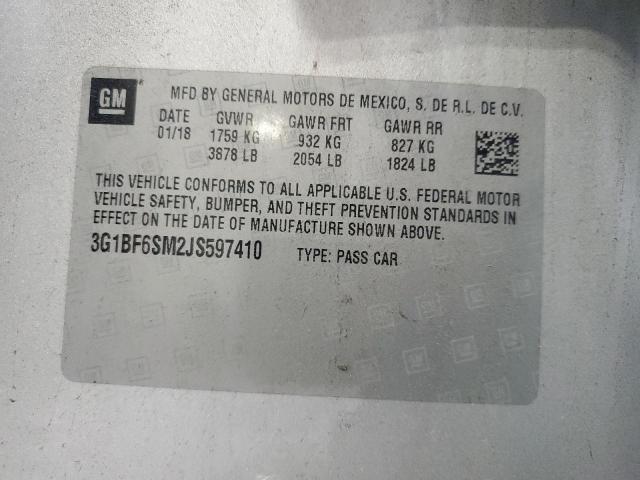 GM MFD BY GENERAL MOTORS DE MEXICO, S. DE R.L. DE C.V.
DATE GVWR GAWR FRT GAWR RR
01/18 1759 KG 932 KG 827 KG
3878 LB 2054 LB 1824 LB
THIS VEHICLE CONFORMS TO ALL APPLICABLE U.S. FEDERAL MOTOR
VEHICLE SAFETY, BUMPER, AND THEFT PREVENTION STANDARDS IN
EFFECT ON THE DATE OF MANUFACTURE SHOWN ABOVE.
3G1BF6SM2JS597410 TYPE: PASS CAR